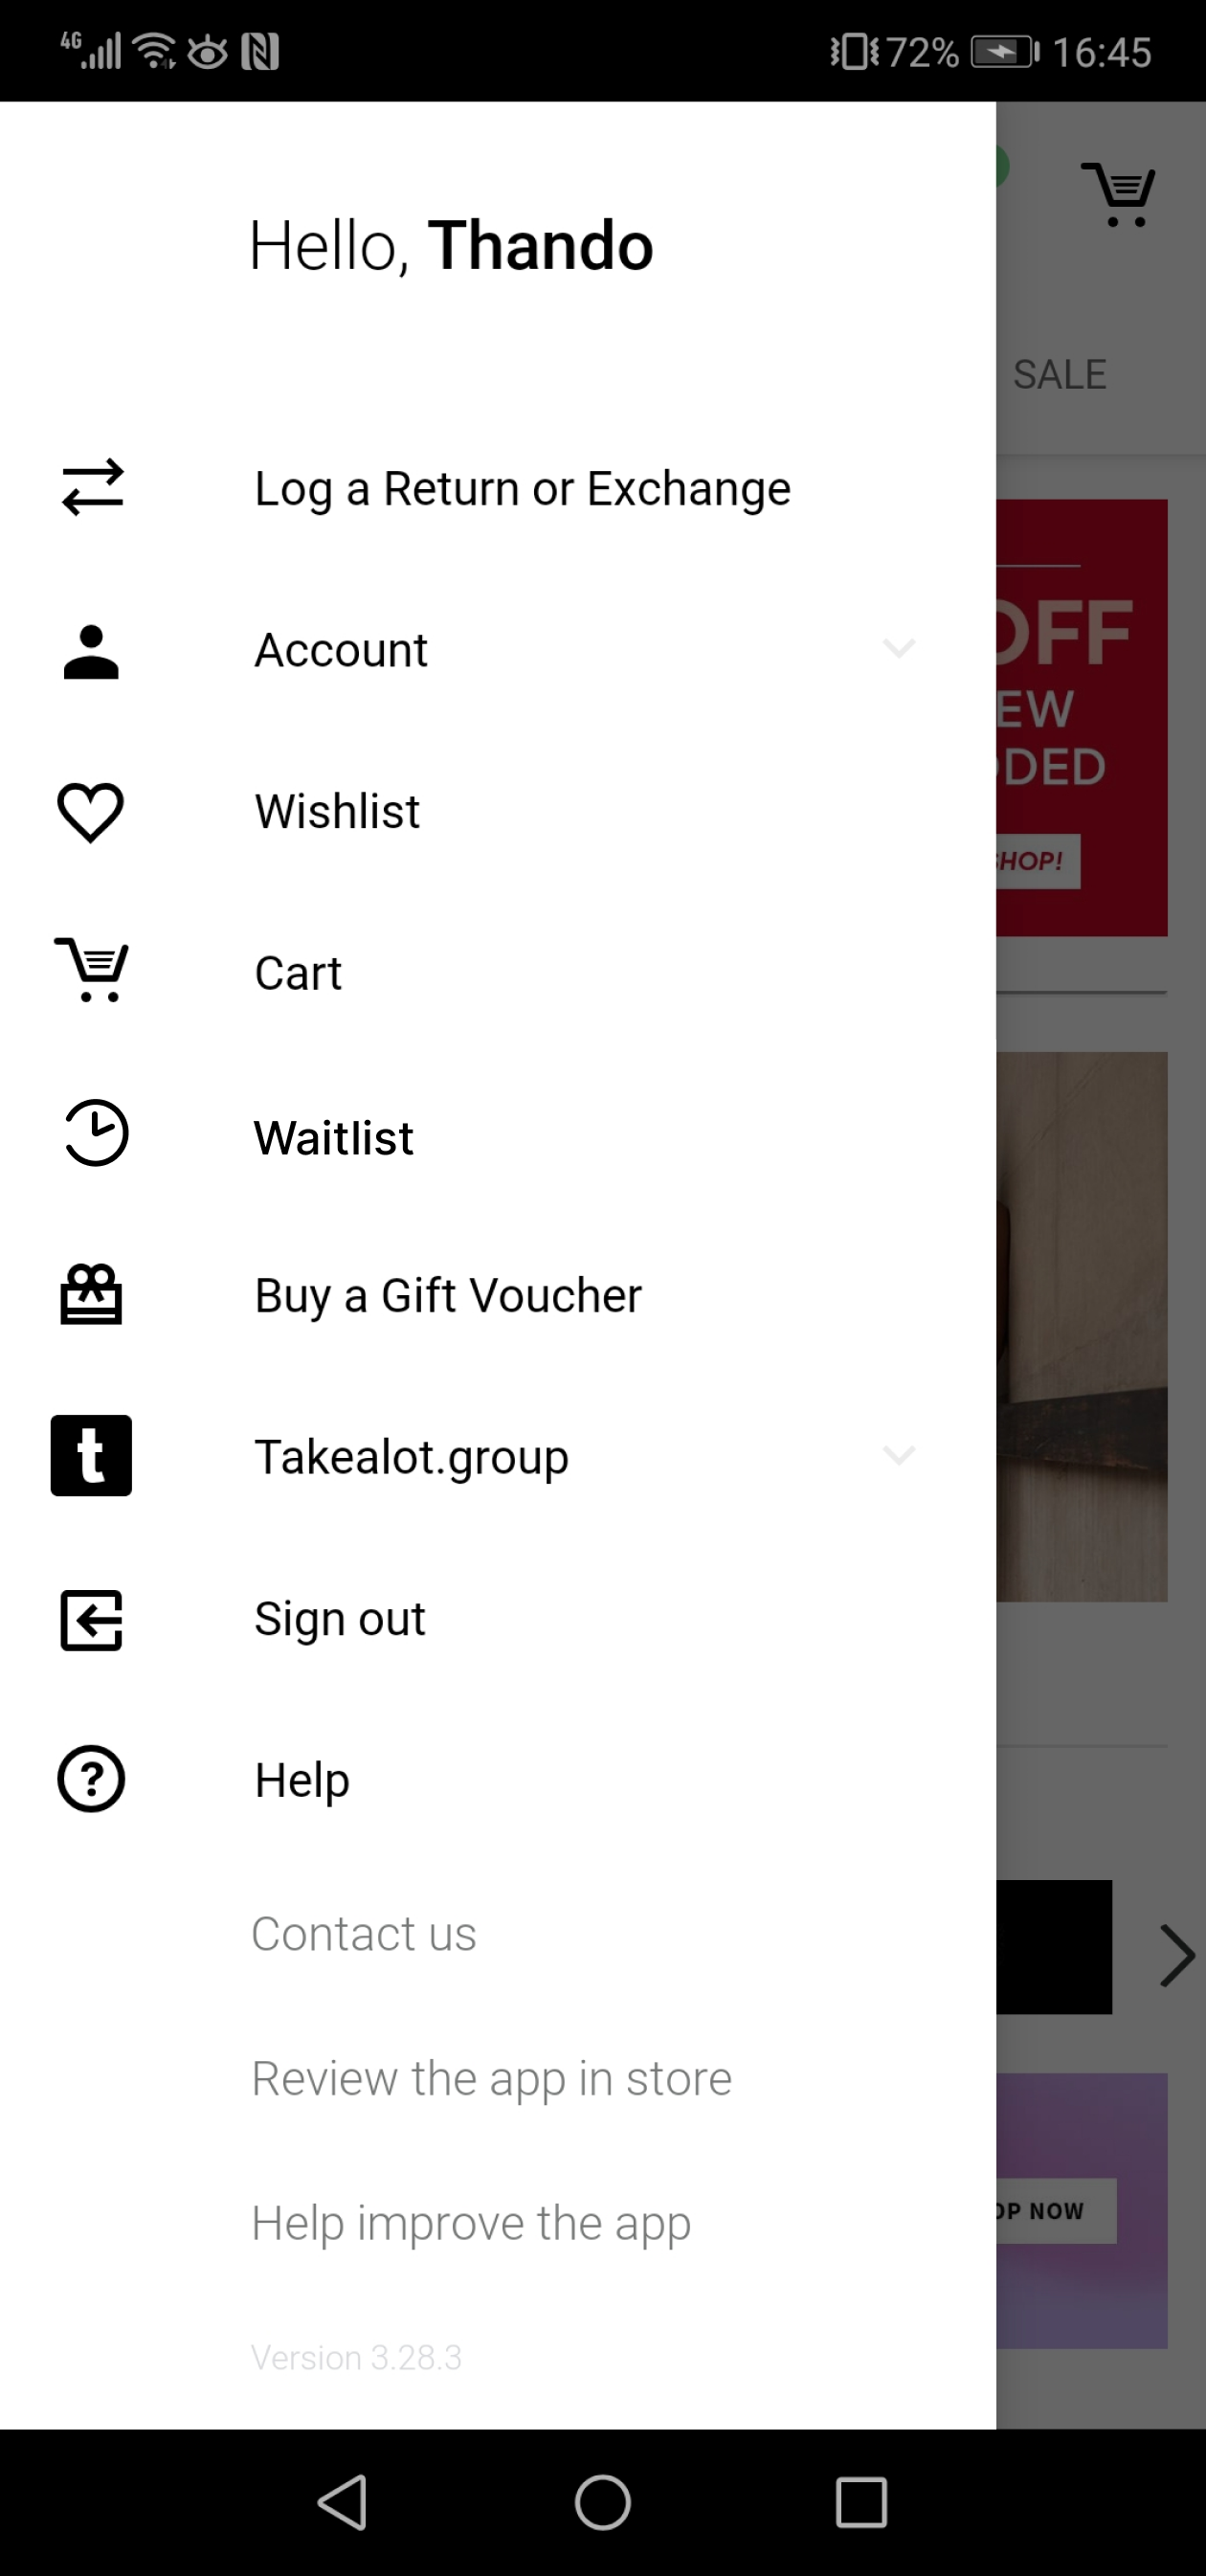 4G 72% 16:45
Hello, Thando
SALE
Log a Return or Exchange
OFF
Account
EW
DED
Wishlist
SHOP!
Cart
Waitlist
Buy a Gift Voucher
t Takealot.group
Sign out
? Help
Contact us
Review the app in store
OP NOW
Help improve the app
Version 3.28.3